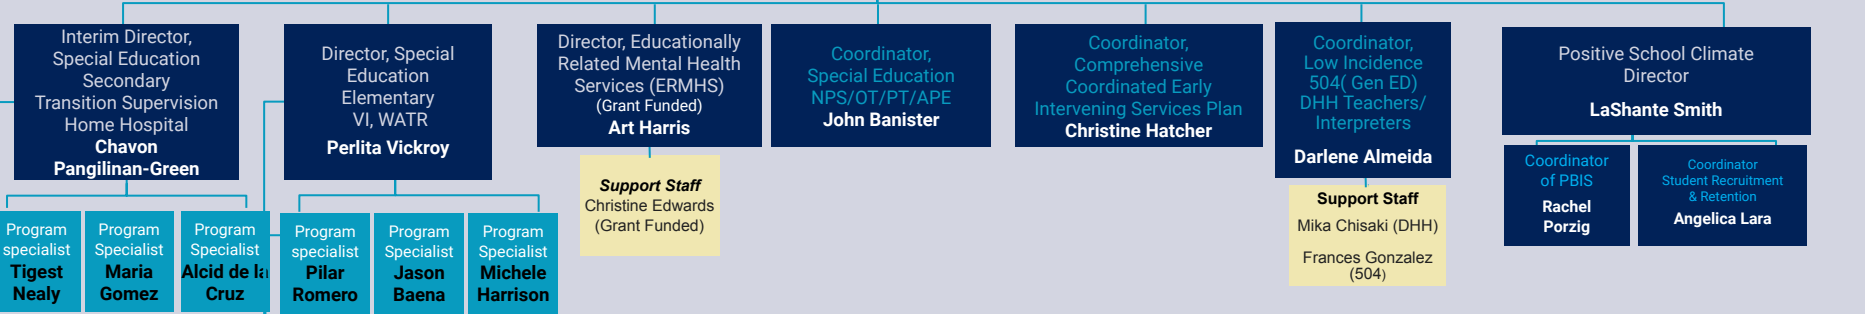 Interim Director,
Special Education
Secondary
Transition Supervision
Home Hospital
Chavon
Pangilinan-Green
Program
specialist
Tigest
Nealy
Program
Specialist
Maria
Gomez
Program
Specialist
Alcid de la
Cruz
Director, Special
Education
Elementary
VI, WATR
Perlita Vickroy
Program
specialist
Pilar
Romero
Program
Specialist
Jason
Baena
Program
Specialist
Michele
Harrison
Director, Educationally
Related Mental Health
Services (ERMHS)
(Grant Funded)
Art Harris
Support Staff
Christine Edwards
(Grant Funded)
Coordinator,
Special Education
NPS/OT/PT/APE
John Banister
Coordinator,
Comprehensive
Coordinated Early
Intervening Services Plan
Christine Hatcher
Coordinator,
Low Incidence
504( Gen ED)
DHH Teachers/
Interpreters
Darlene Almeida
Support Staff
Mika Chisaki (DHH)
Frances Gonzalez
(504)
Positive School Climate
Director
LaShante Smith
Coordinator
of PBIS
Rachel
Porzig
Coordinator
Student Recruitment
& Retention
Angelica Lara